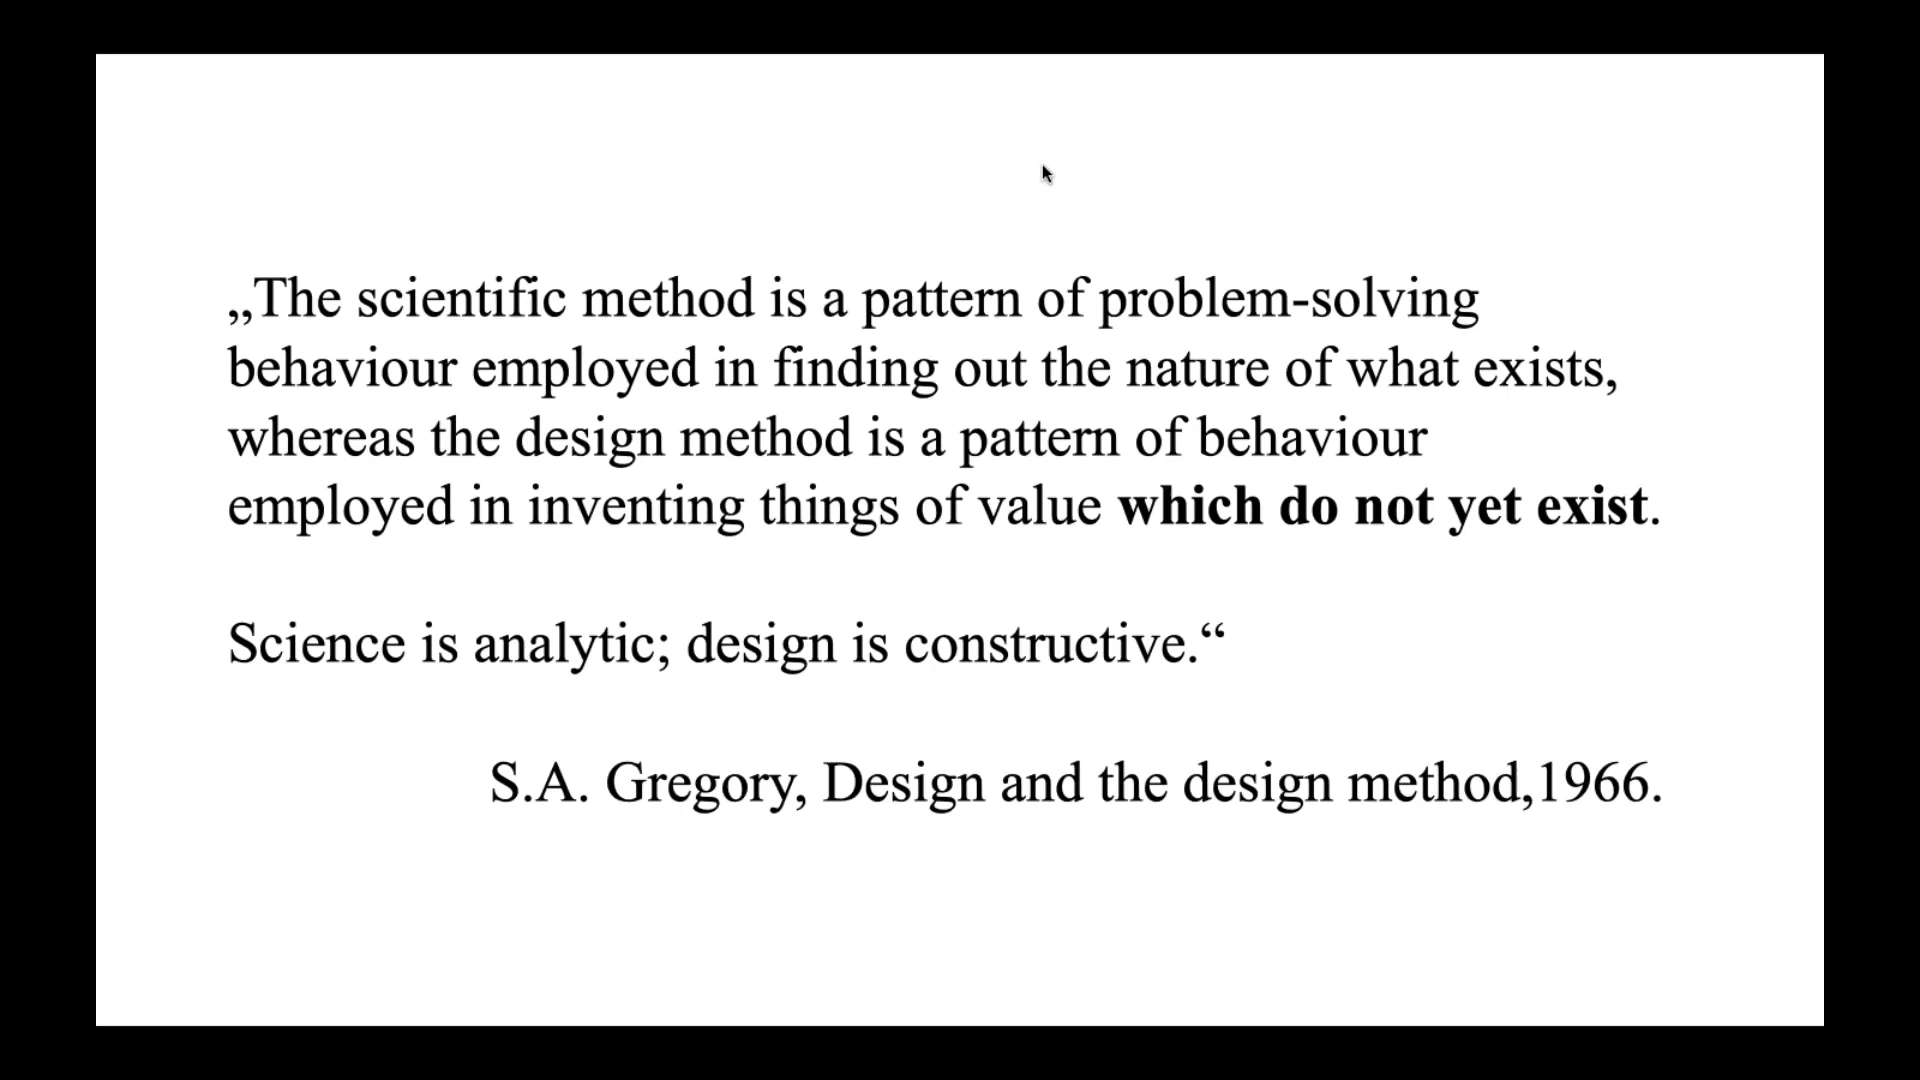 „The scientific method is a pattern of problem-solving
behaviour employed in finding out the nature of what exists,
whereas the design method is a pattern of behaviour
employed in inventing things of value which do not yet exist.
Science is analytic; design is constructive.“
S.A. Gregory, Design and the design method,1966.